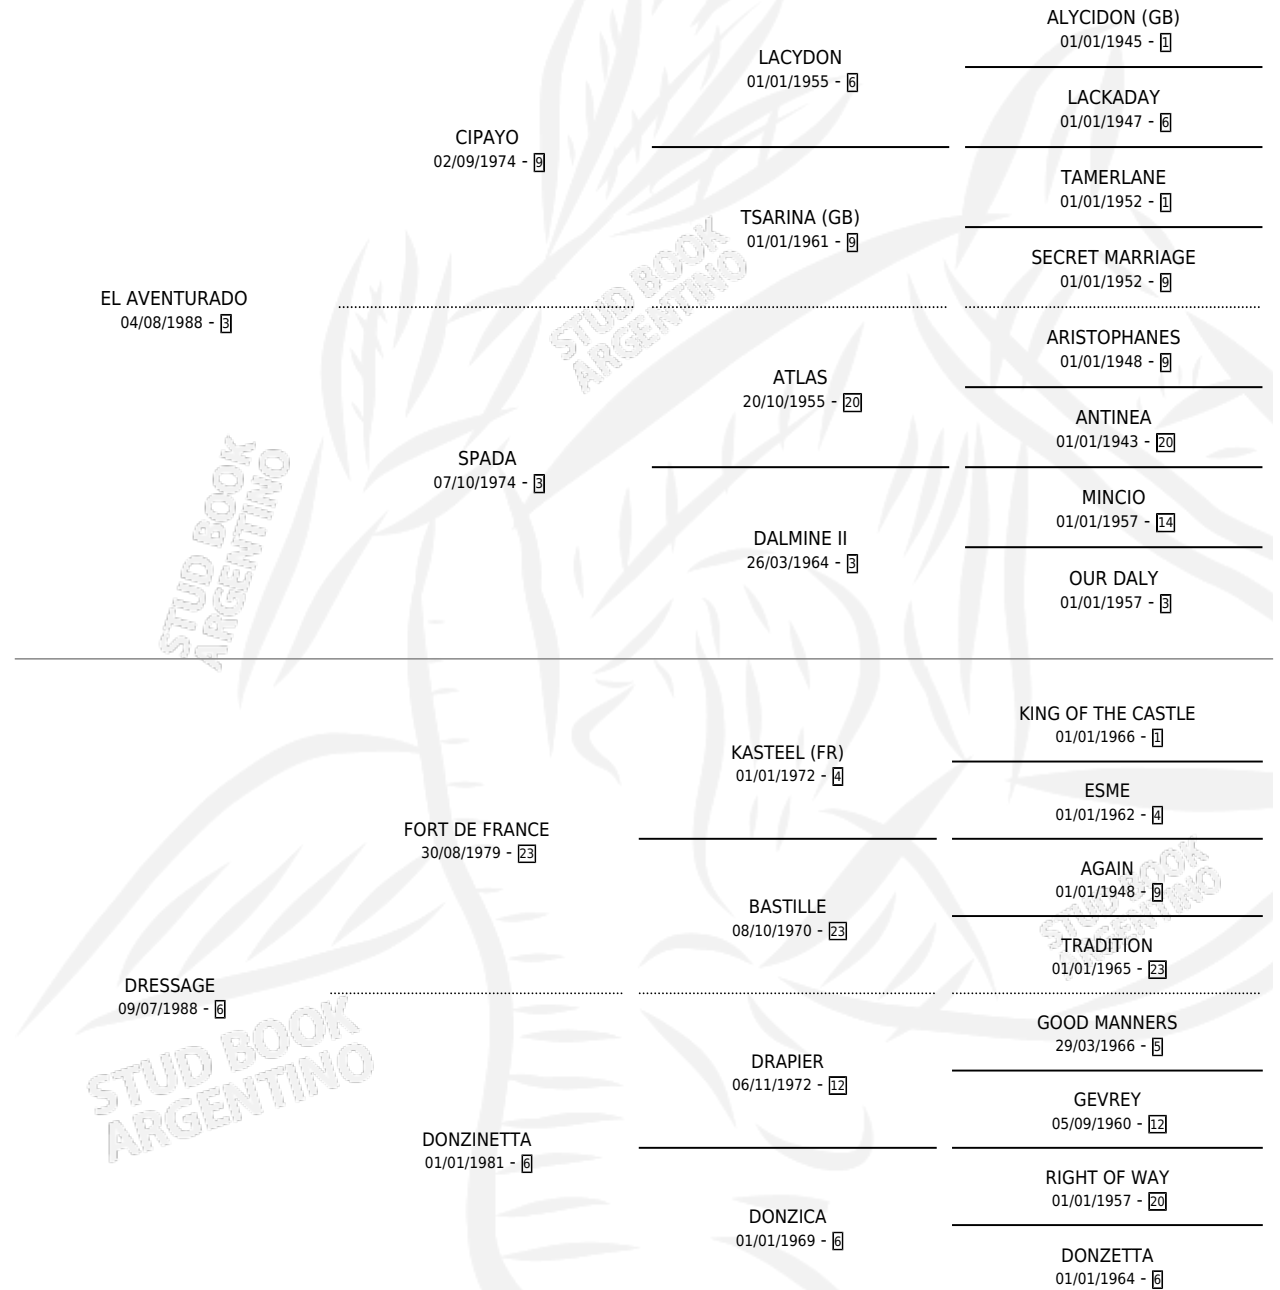 ALYCIDON (GB)
01/01/1945 - 1
LACYDON
01/01/1955 - 6
LACKADAY
01/01/1947 - 6
CIPAYO
02/09/1974 - 9
TAMERLANE
01/01/1952 - 1
TSARINA (GB)
01/01/1961 - 9
SECRET MARRIAGE
01/01/1952 - 9
EL AVENTURADO
04/08/1988 - 3
STUD BOOK
ARGENTINO
ARISTOPHANES
01/01/1948 - 9
ATLAS
20/10/1955 - 20
ANTINEA
01/01/1943 - 20
SPADA
07/10/1974 - 3
MINCIO
01/01/1957 - 14
DALMINE II
26/03/1964 - 3
OUR DALY
01/01/1957 - 3
STUD BOOK
ARGENTINO
KING OF THE CASTLE
01/01/1966 - 1
KASTEEL (FR)
01/01/1972 - 4
ESME
01/01/1962 - 4
FORT DE FRANCE
30/08/1979 - 23
AGAIN
01/01/1948 - 9
BASTILLE
08/10/1970 - 23
STUD BOOK
ARGENTINO
TRADITION
01/01/1965 - 23
DRESSAGE
09/07/1988 - 6
GOOD MANNERS
29/03/1966 - 5
DRAPIER
06/11/1972 - 12
STUD BOOK
ARGENTINO
GEVREY
05/09/1960 - 12
DONZINETTA
01/01/1981 - 6
RIGHT OF WAY
01/01/1957 - 20
DONZICA
01/01/1969 - 6
DONZETTA
01/01/1964 - 6